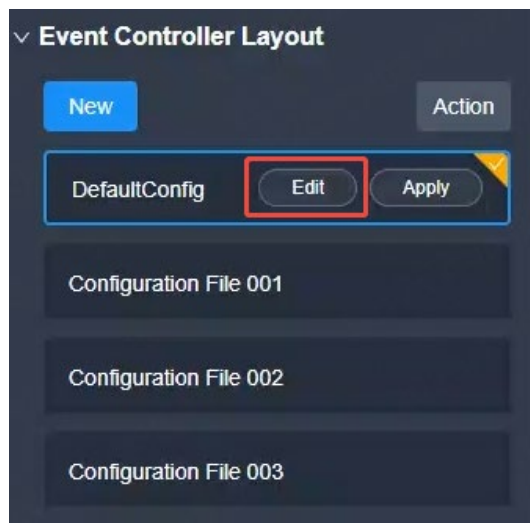 Event Controller Layout
New Action
DefaultConfig Edit Apply
Configuration File 001
Configuration File 002
Configuration File 003